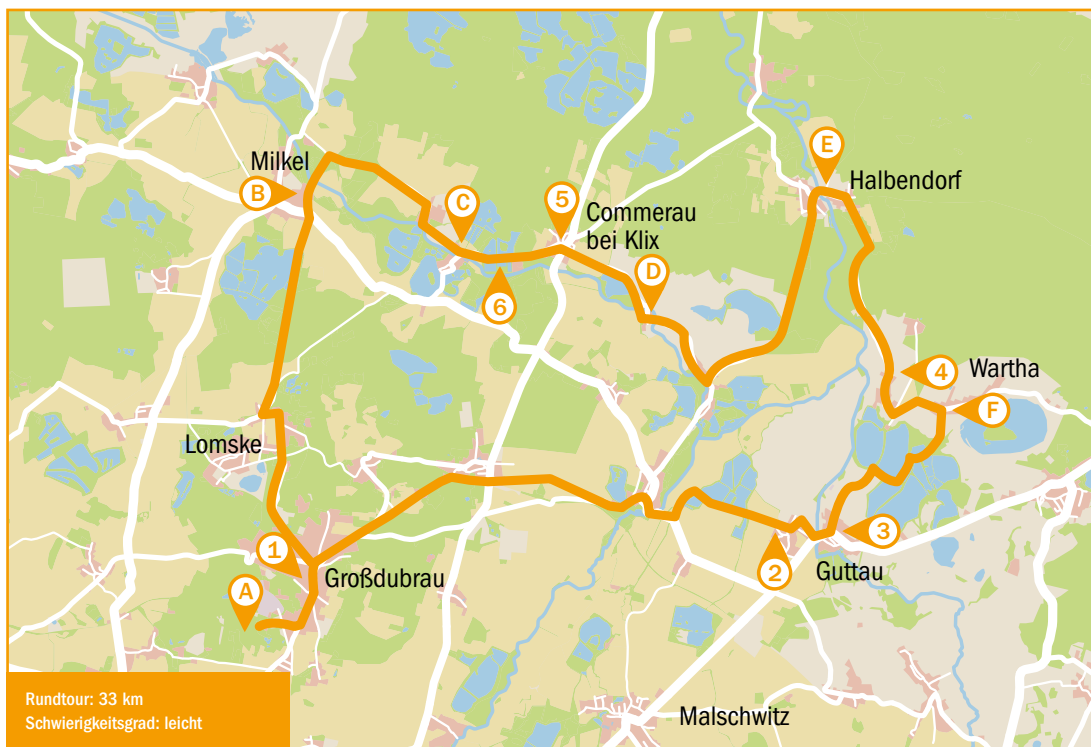 E
Milkel
Halbendorf
B
C
5
Commerau
bei Klix
D
6
4
Wartha
F
Lomske
3
1
Großdubrau
2
Guttau
A
Rundtour: 33 km
Schwierigkeitsgrad: leicht
Malschwitz